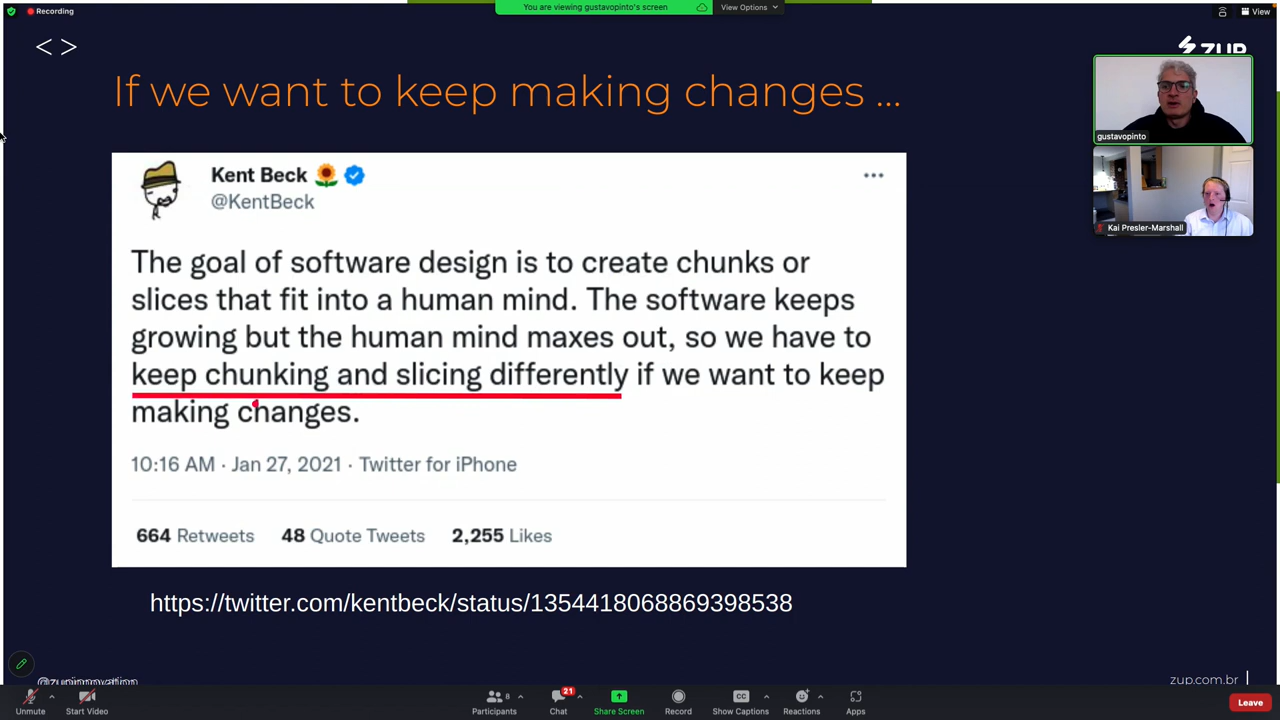 Recording
You are viewing gustavopinto's screen
View Options
View
< >
ZUP
If we want to keep making changes ...
gustavopinto
Kai Presler-Marshall
Kent Beck
@KentBeck
The goal of software design is to create chunks or
slices that fit into a human mind. The software keeps
growing but the human mind maxes out, so we have to
keep chunking and slicing differently if we want to keep
making changes.
10:16 AM · Jan 27, 2021 · Twitter for iPhone
664 Retweets 48 Quote Tweets 2,255 Likes
https://twitter.com/kentbeck/status/1354418068869398538
@zupinnovation
zup.com.br
Unmute
Start Video
8
Participants
21
Chat
Share Screen
Record
CC
Show Captions
Reactions
Apps
Leave